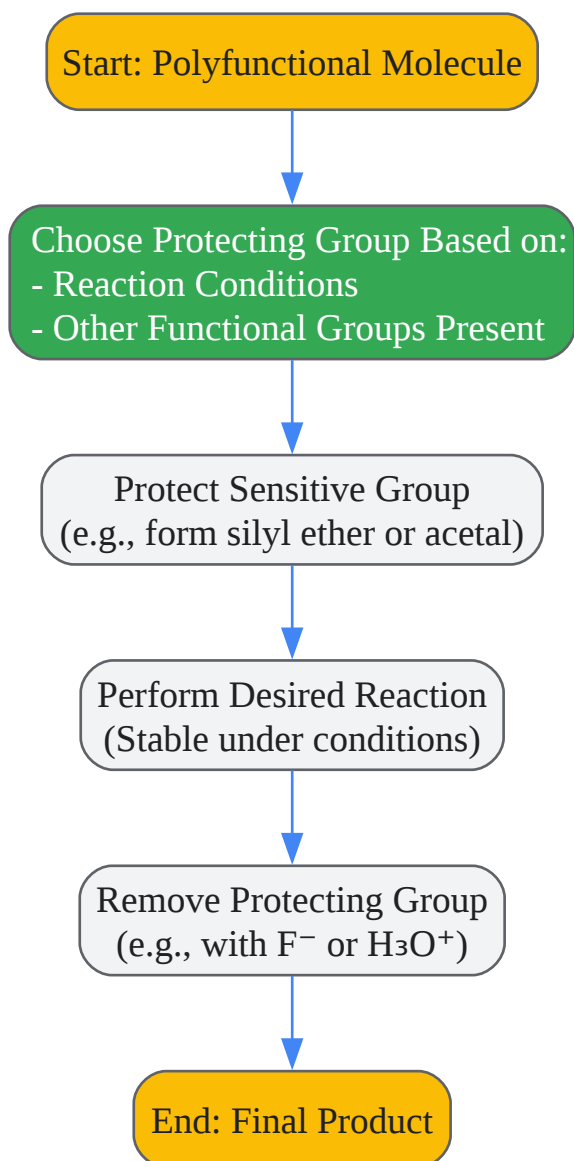 Start: Polyfunctional Molecule
Choose Protecting Group Based on:
- Reaction Conditions
- Other Functional Groups Present
Protect Sensitive Group
(e.g., form silyl ether or acetal)
Perform Desired Reaction
(Stable under conditions)
Remove Protecting Group
(e.g., with F⁻ or H₃O⁺)
End: Final Product